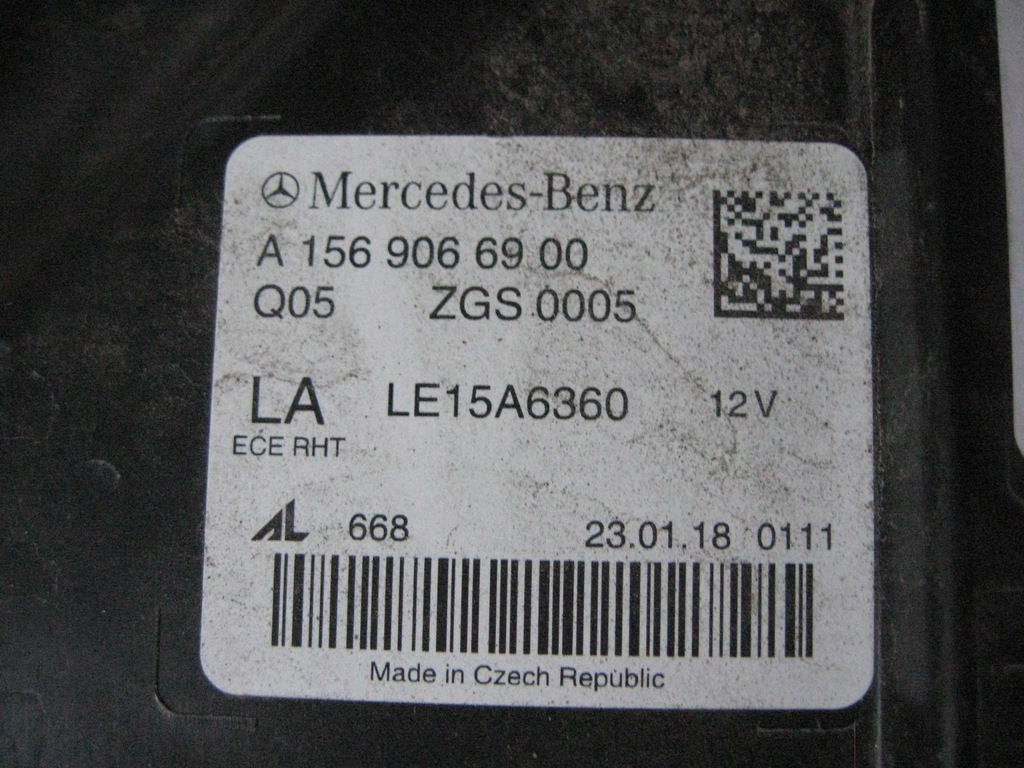 Mercedes-Benz
A 156 906 69 00
Q05 ZGS 0005
LA LE15A6360 12V
ECE RHT
AL 668 23.01.18 0111
Made in Czech Republic